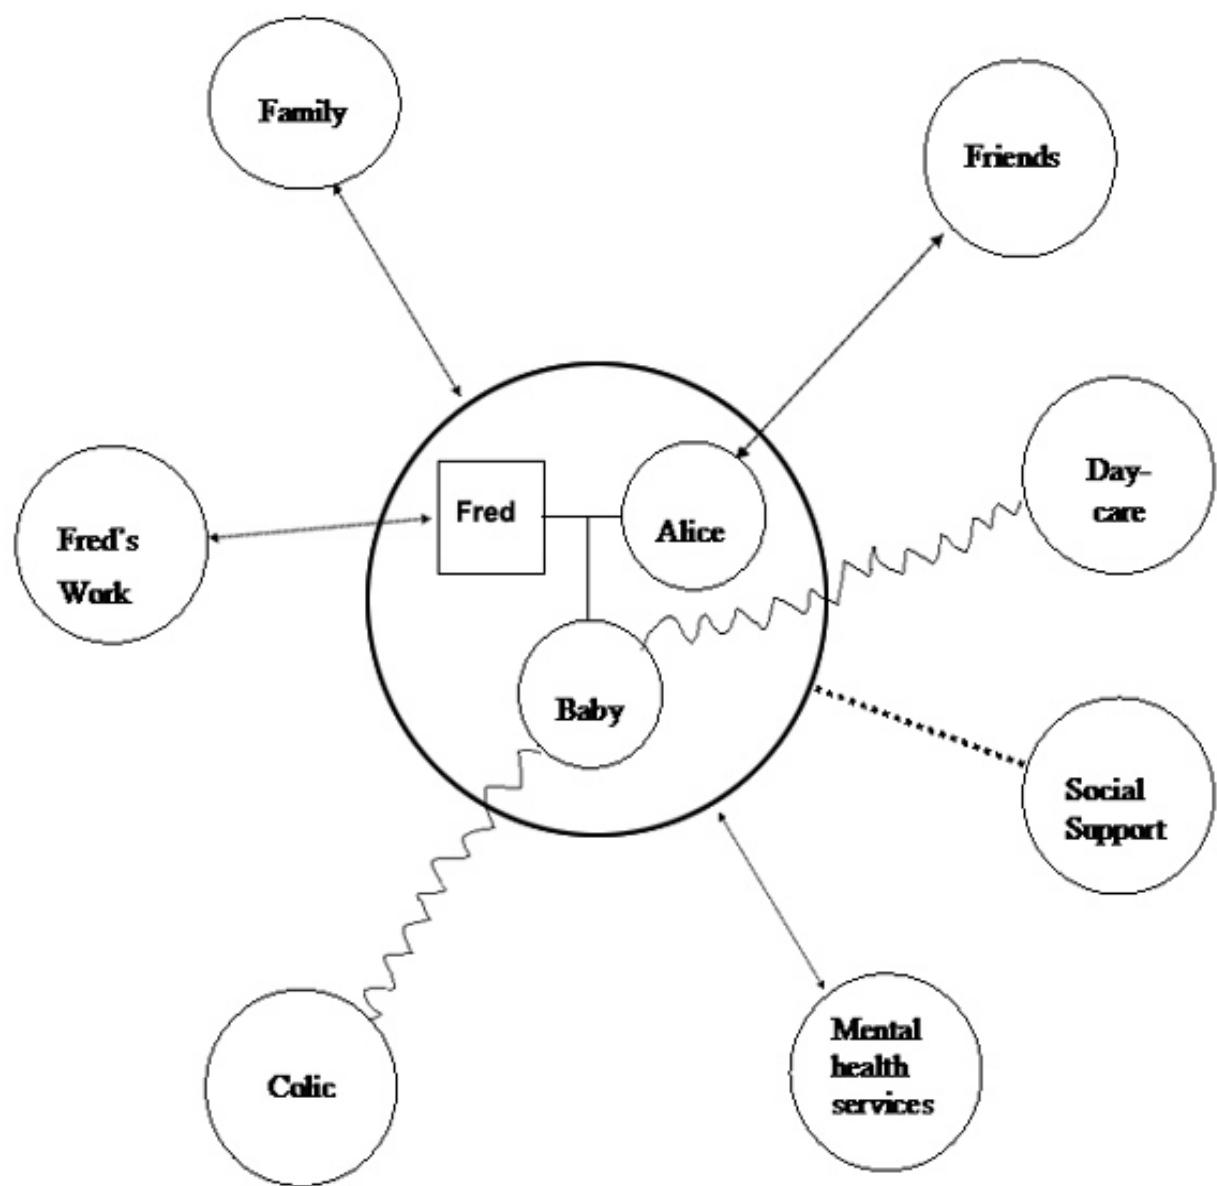 Family
Friends
Day-
care
Fred
Alice
Fred's
Work
Baby
Social
Support
Mental
health
services
Colic